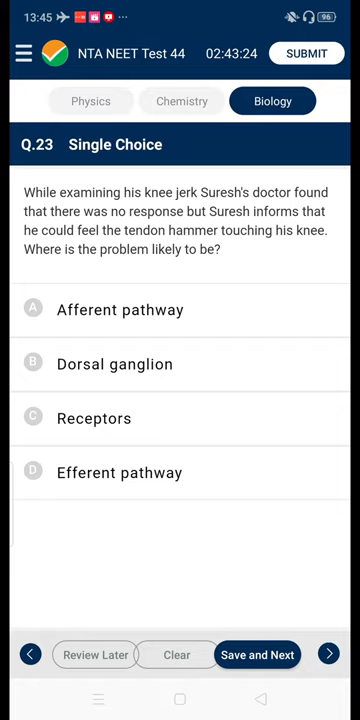 13:45
96
NTA NEET Test 44 02:43:24 SUBMIT
Physics Chemistry Biology
Q.23 Single Choice
While examining his knee jerk Suresh's doctor found
that there was no response but Suresh informs that
he could feel the tendon hammer touching his knee.
Where is the problem likely to be?
A Afferent pathway
B Dorsal ganglion
C Receptors
D Efferent pathway
Review Later Clear Save and Next